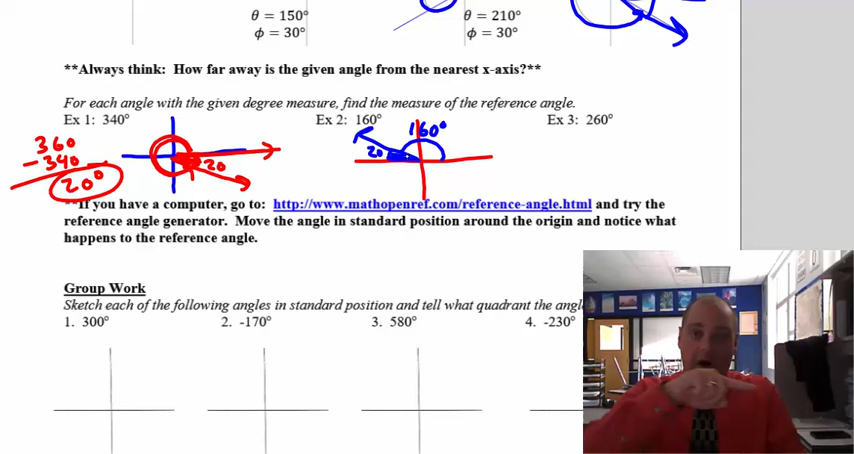 θ = 150°
ϕ = 30°
θ = 210°
ϕ = 30°
**Always think: How far away is the given angle from the nearest x-axis?**
For each angle with the given degree measure, find the measure of the reference angle.
Ex 1: 340°
Ex 2: 160°
Ex 3: 260°
360
- 340
20°
20
160°
20
**If you have a computer, go to: http://www.mathopenref.com/reference-angle.html and try the
reference angle generator. Move the angle in standard position around the origin and notice what
happens to the reference angle.
Group Work
Sketch each of the following angles in standard position and tell what quadrant the angle
1. 300°
2. -170°
3. 580°
4. -230°